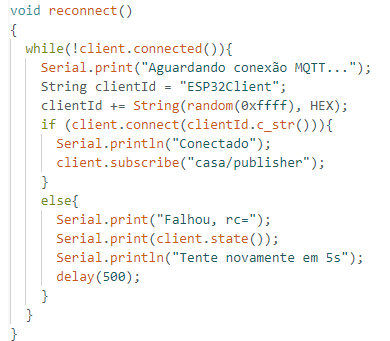 void reconnect()
{
  while(!client.connected()){
    Serial.print("Aguardando conexão MQTT...");
    String clientId = "ESP32Client";
    clientId += String(random(0xffff), HEX);
    if (client.connect(clientId.c_str())){
      Serial.println("Conectado");
      client.subscribe("casa/publisher");
    }
    else{
      Serial.print("Falhou, rc=");
      Serial.print(client.state());
      Serial.println("Tente novamente em 5s");
      delay(500);
    }
  }
}